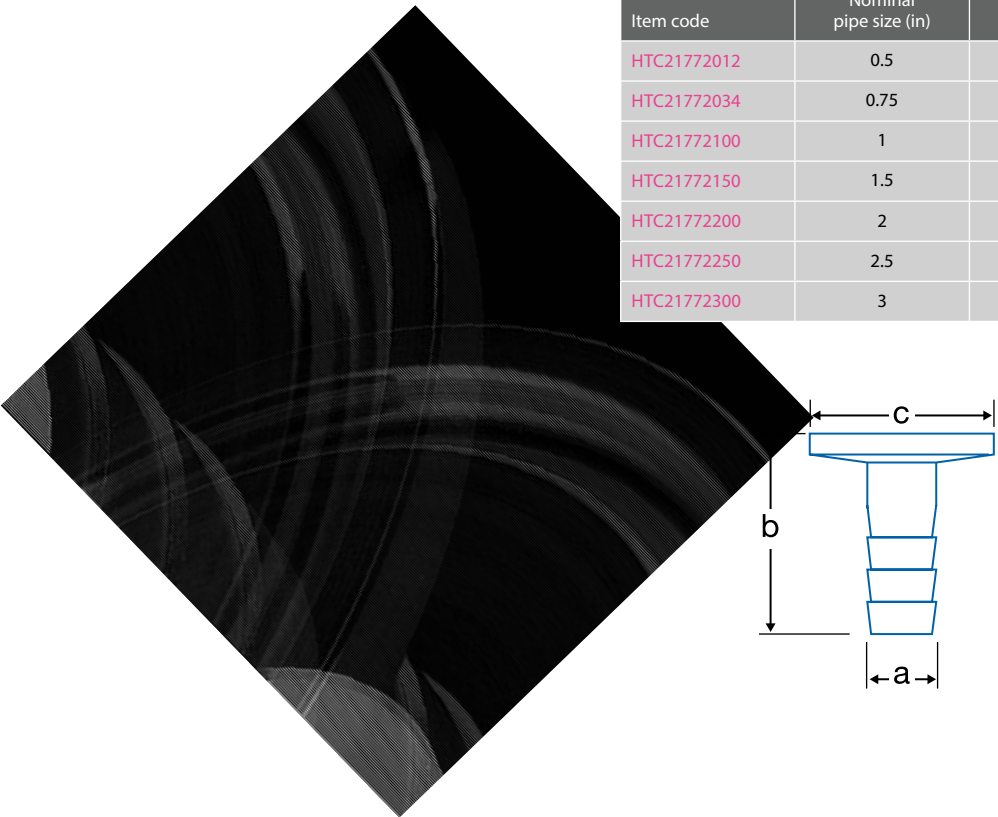 Item code
Nominal
pipe size (in)
HTC21772012 0.5
HTC21772034 0.75
HTC21772100 1
HTC21772150 1.5
HTC21772200 2
HTC21772250 2.5
HTC21772300 3
c
b
a